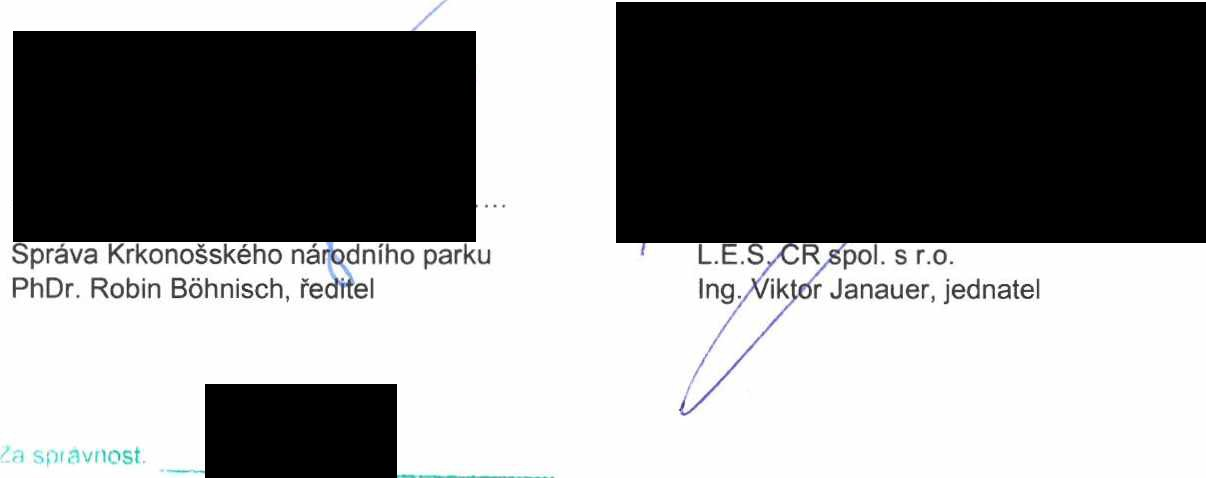 ....
Správa Krkonošského národního parku
PhDr. Robin Böhnisch, ředitel
L.E.S. CR spol. s r.o.
Ing. Viktor Janauer, jednatel
Za správnost.